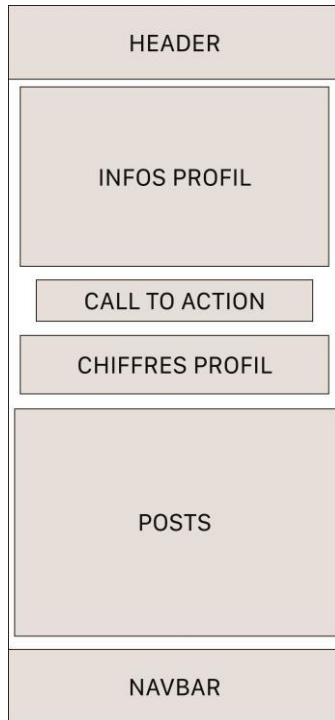 HEADER
INFOS PROFIL
CALL TO ACTION
CHIFFRES PROFIL
POSTS
NAVBAR